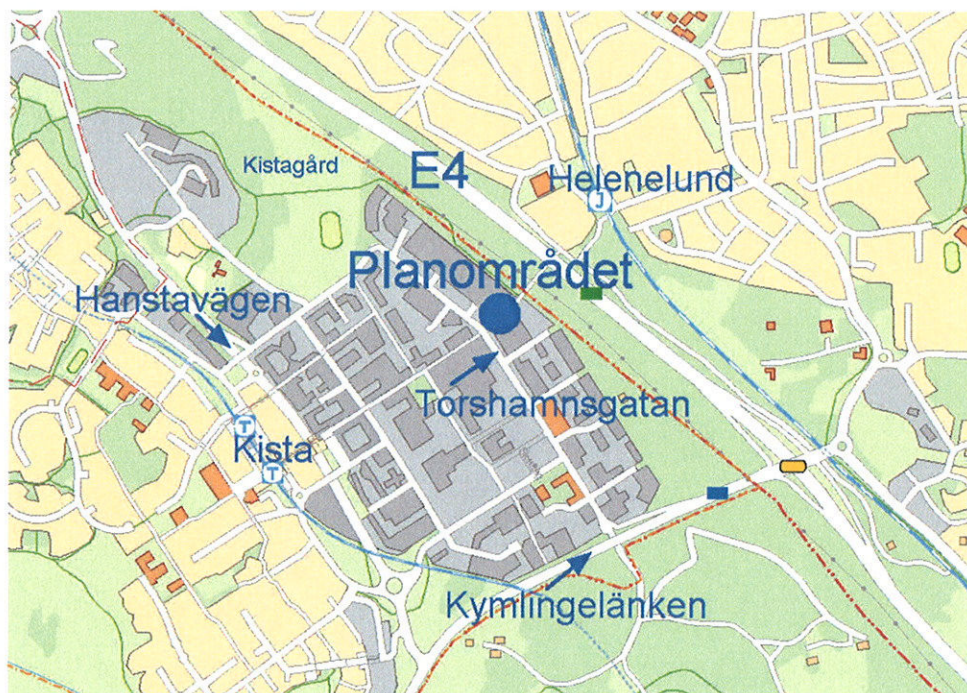 Kistagård
E4
Helenelund
J
Planområdet
Hanstavägen
Torshamnsgatan
T
Kista
T
Kymlingelänken